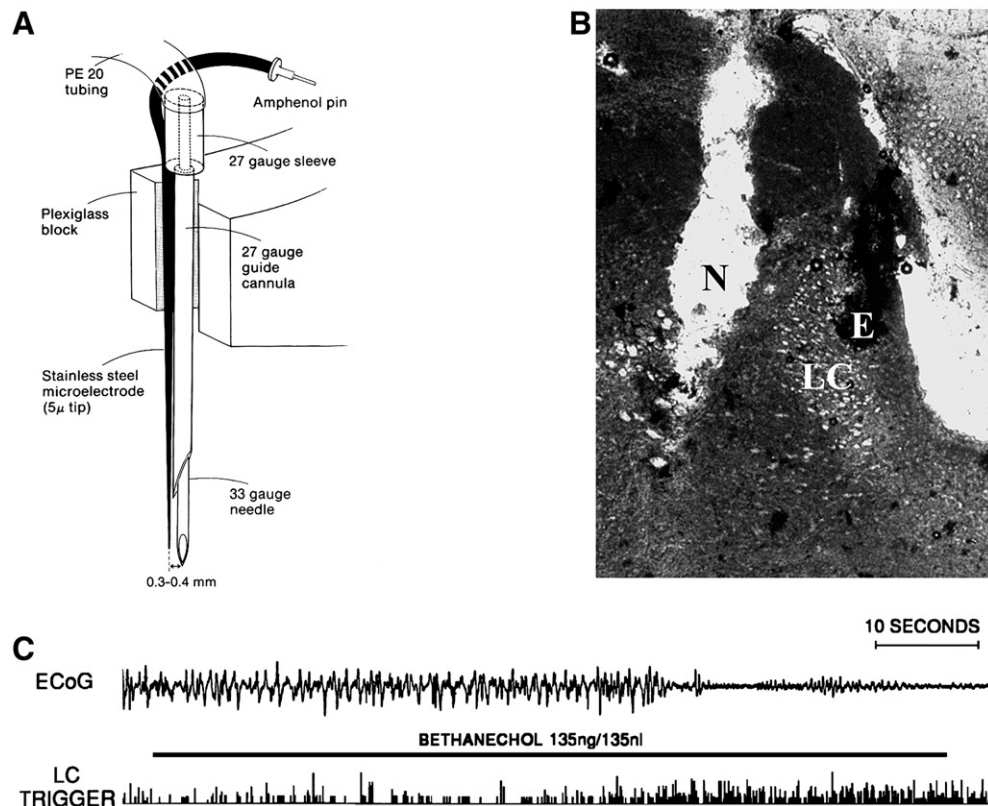 A
PE 20
tubing
Amphenol pin
27 gauge sleeve
Plexiglass
block
27 gauge
guide
cannula
Stainless steel
microelectrode
(5μ tip)
33 gauge
needle
0.3-0.4 mm
B
N
E
LC
10 SECONDS
C
ECoG
BETHANECHOL 135ng/135nl
LC
TRIGGER